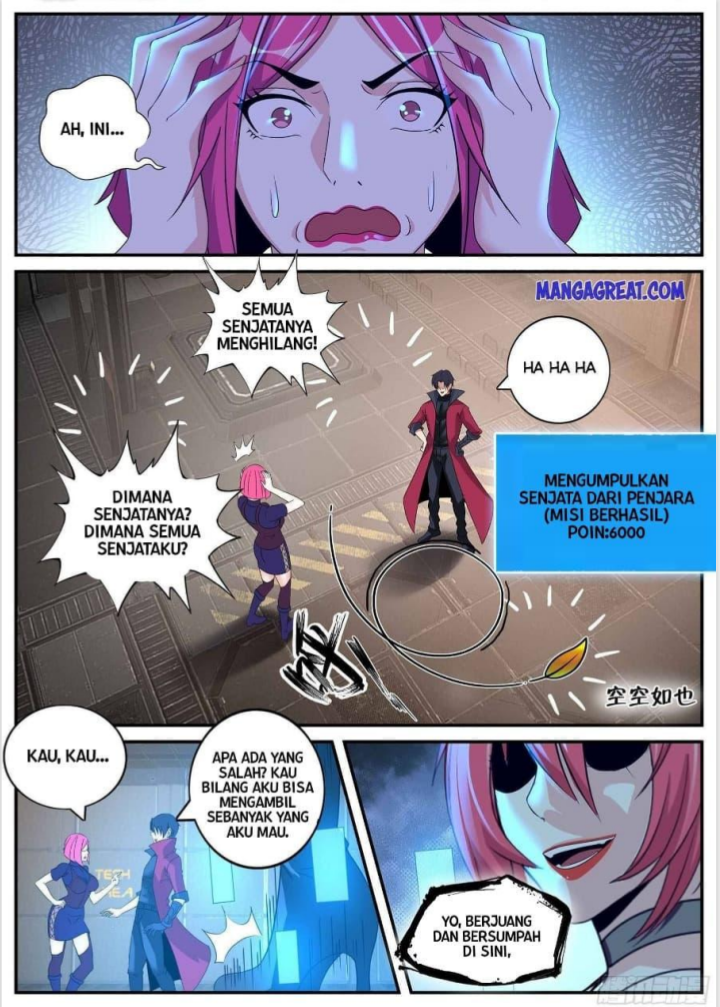 AH, INI...
MANGAGREAT.COM
SEMUA
SENJATANYA
MENGHILANG!
HA HA HA
DIMANA
SENJATANYA?
DIMANA SEMUA
SENJATAKU?
MENGUMPULKAN
SENJATA DARI PENJARA
(MISI BERHASIL)
POIN:6000
空空如也
KAU, KAU...
APA ADA YANG
SALAH? KAU
BILANG AKU BISA
MENGAMBIL
SEBANYAK YANG
AKU MAU.
TECH
YO, BERJUANG
DAN BERSUMPAH
DI SINI,